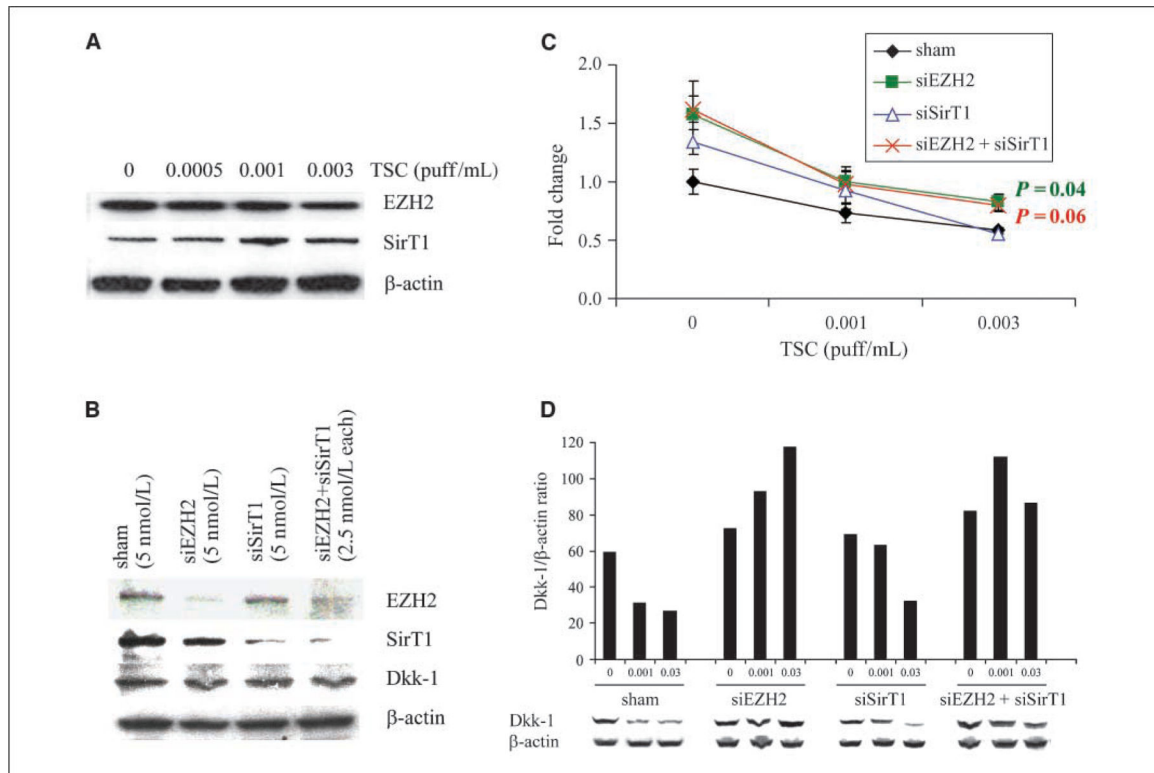 A
0 0.0005 0.001 0.003 TSC (puff/mL)
EZH2
SirT1
β-actin
B
sham
(5 nmol/L)
siEZH2
(5 nmol/L)
siSirT1
(5 nmol/L)
siEZH2+siSirT1
(2.5 nmol/L each)
EZH2
SirT1
Dkk-1
β-actin
C
sham
siEZH2
siSirT1
siEZH2 + siSirT1
2.0
1.5
1.0
0.5
0.0
Fold change
P = 0.04
P = 0.06
0 0.001 0.003
TSC (puff/mL)
D
120
100
80
60
40
20
0
Dkk-1/β-actin ratio
0 0.001 0.03 0 0.001 0.03 0 0.001 0.03 0 0.001 0.03
sham siEZH2 siSirT1 siEZH2 + siSirT1
Dkk-1
β-actin